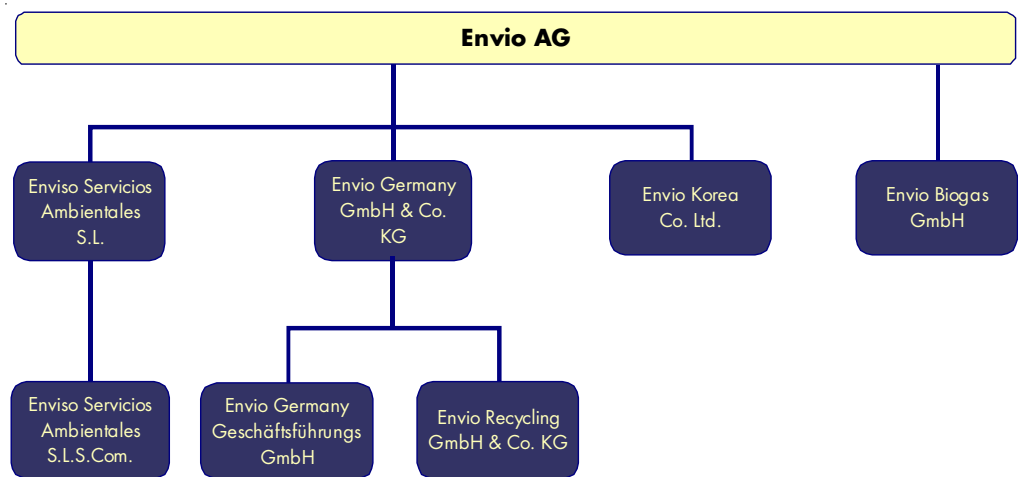 Envio AG
Enviso Servicios
Ambientales
S.L.
Envio Germany
GmbH & Co.
KG
Envio Korea
Co. Ltd.
Envio Biogas
GmbH
Enviso Servicios
Ambientales
S.L.S.Com.
Envio Germany
Geschäftsführungs
GmbH
Envio Recycling
GmbH & Co. KG